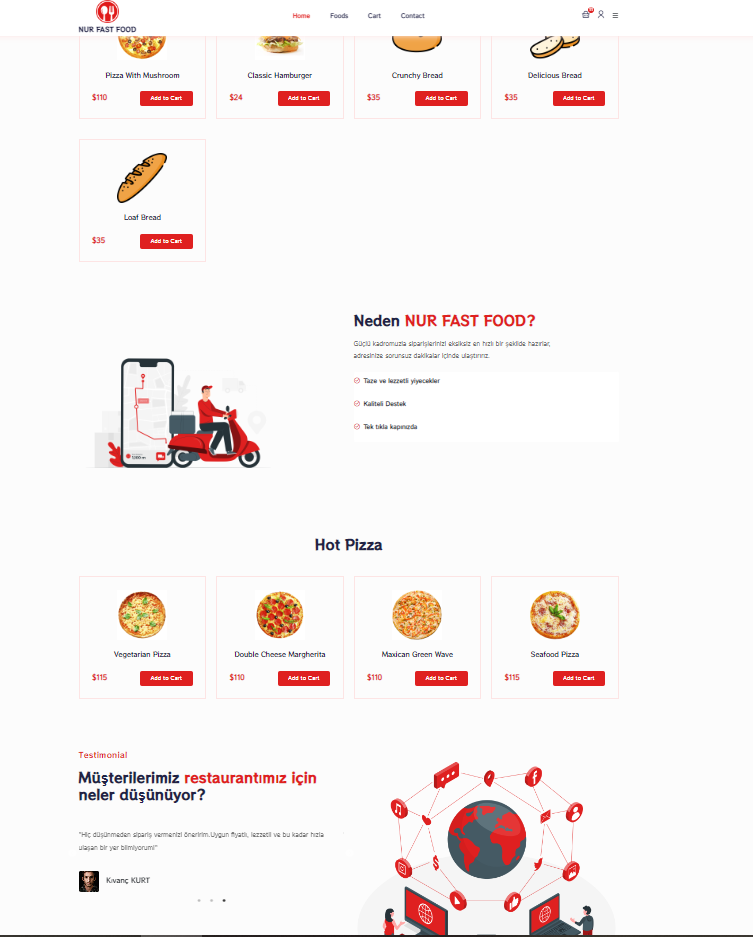 NUR FAST FOOD
Home Foods Cart Contact
Pizza With Mushroom
$110 Add to Cart
Classic Hamburger
$24 Add to Cart
Crunchy Bread
$35 Add to Cart
Delicious Bread
$35 Add to Cart
Loaf Bread
$35 Add to Cart
Neden NUR FAST FOOD?
Güçlü kadromuzla siparişlerinizi eksiksiz en hızlı bir şekilde hazırlar,
adresinize sorunsuz dakikalar içinde ulaştırırız.
Taze ve lezzetli yiyecekler
Kaliteli Destek
Tek tıkla kapınızda
Hot Pizza
Vegetarian Pizza
$115 Add to Cart
Double Cheese Margherita
$110 Add to Cart
Maxican Green Wave
$110 Add to Cart
Seafood Pizza
$115 Add to Cart
Testimonial
Müşterilerimiz restaurantımız için
neler düşünüyor?
"Hiç düşünmeden sipariş vermenizi öneririm.Uygun fiyatlı, lezzetli ve bu kadar hızla
ulaşan bir yer bilmiyorum!"
Kıvanç KURT